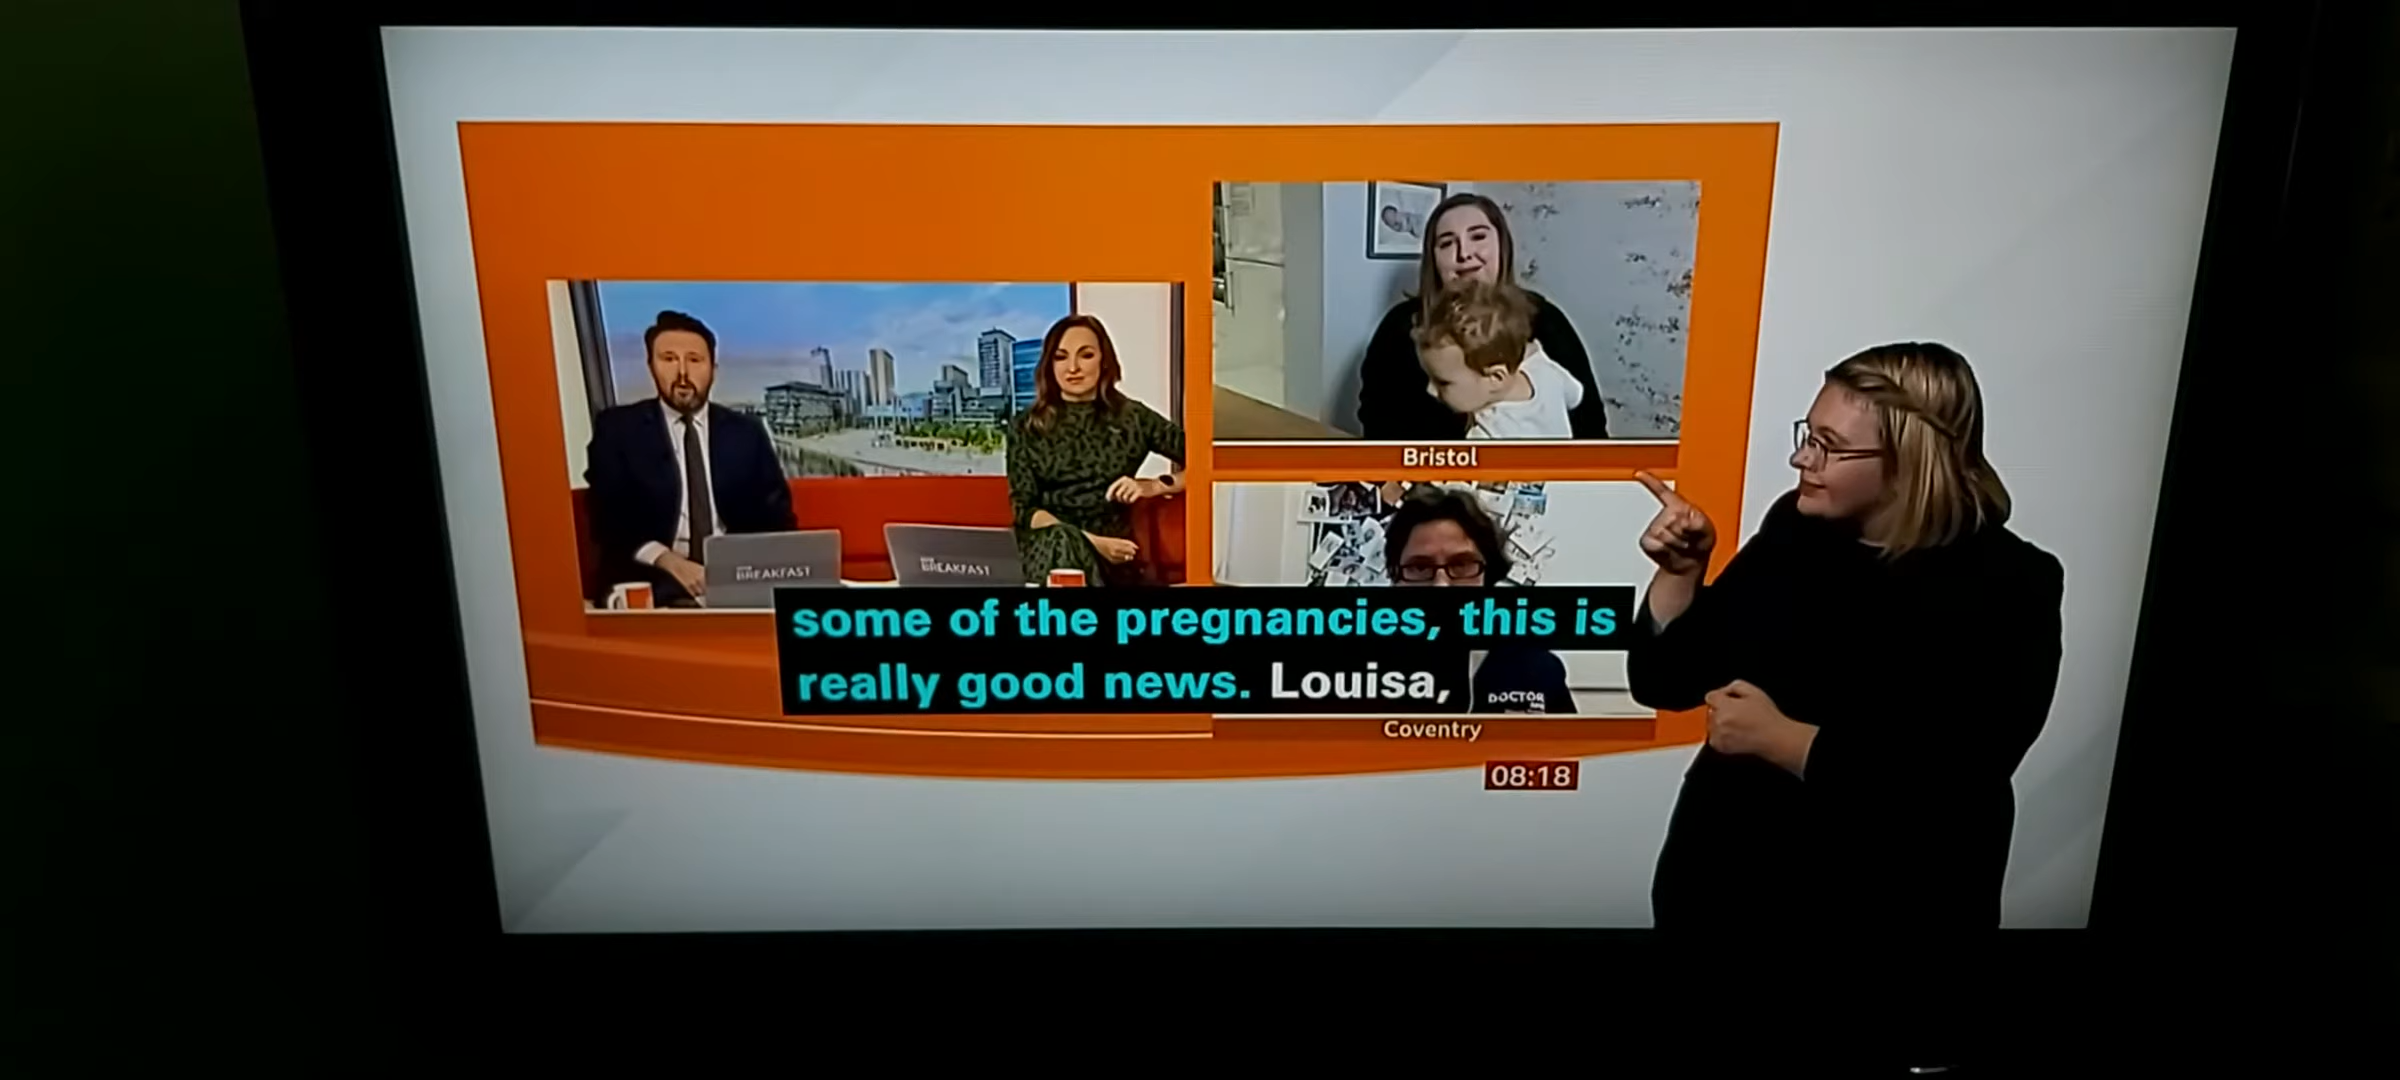 Bristol
BREAKFAST
BREAKFAST
some of the pregnancies, this is
really good news. Louisa,
DOCTOR
Coventry
08:18